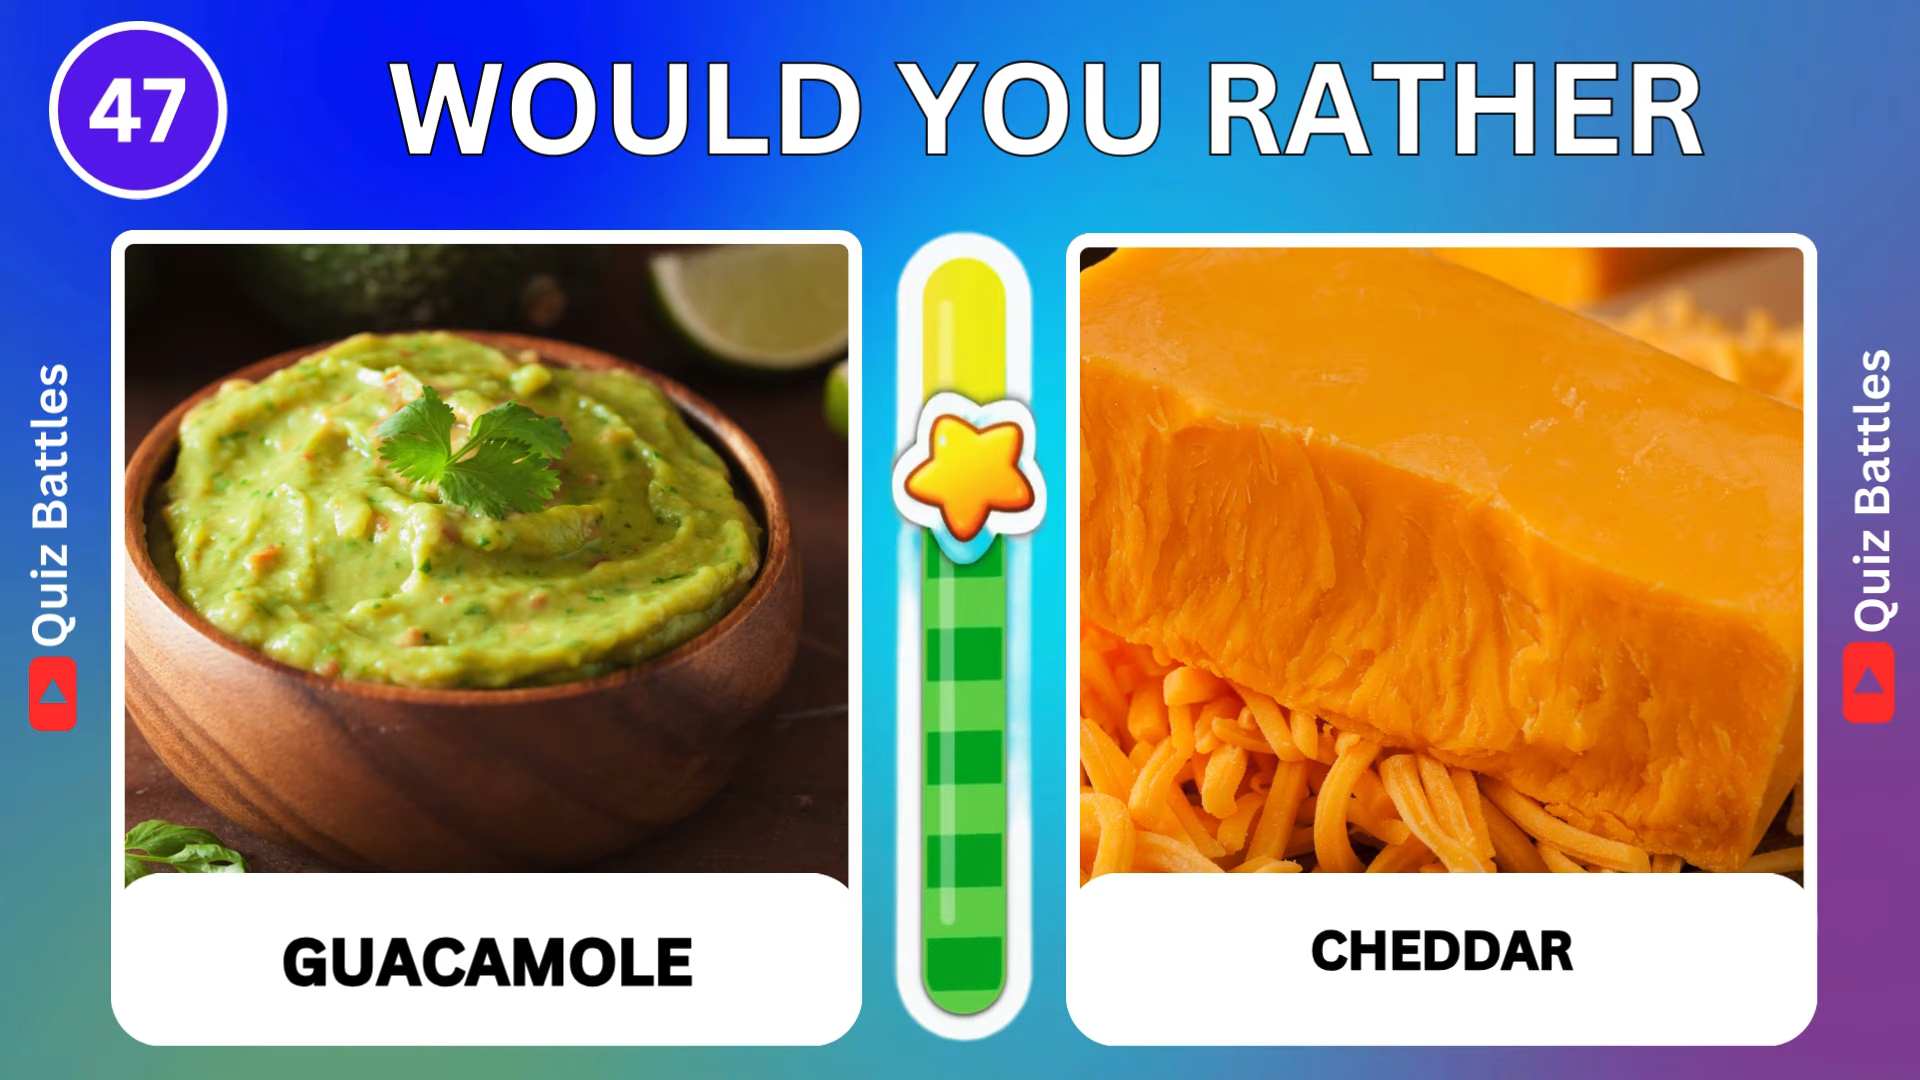 47
WOULD YOU RATHER
Quiz Battles
GUACAMOLE
CHEDDAR
Quiz Battles